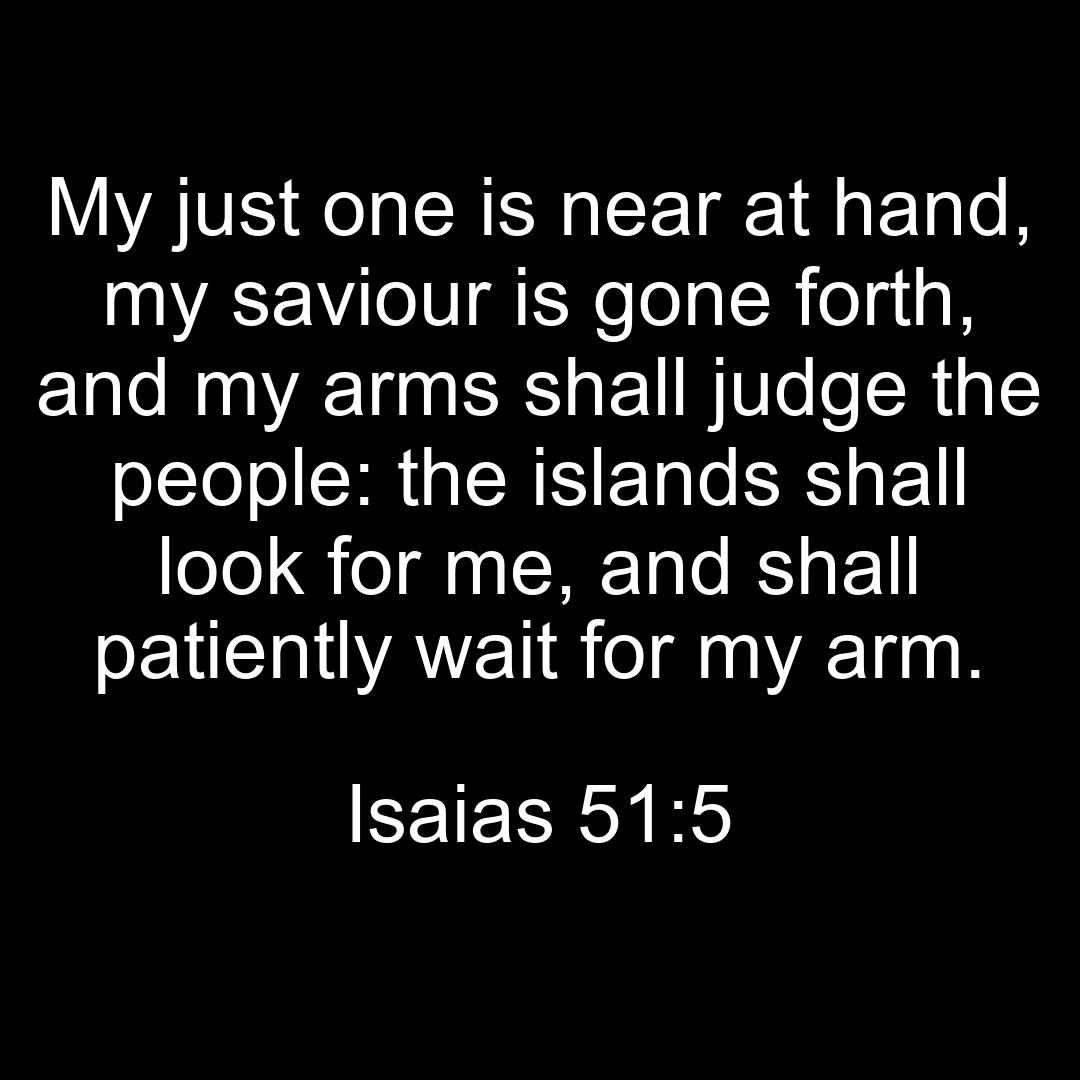 My just one is near at hand,
my saviour is gone forth,
and my arms shall judge the
people: the islands shall
look for me, and shall
patiently wait for my arm.
Isaias 51:5